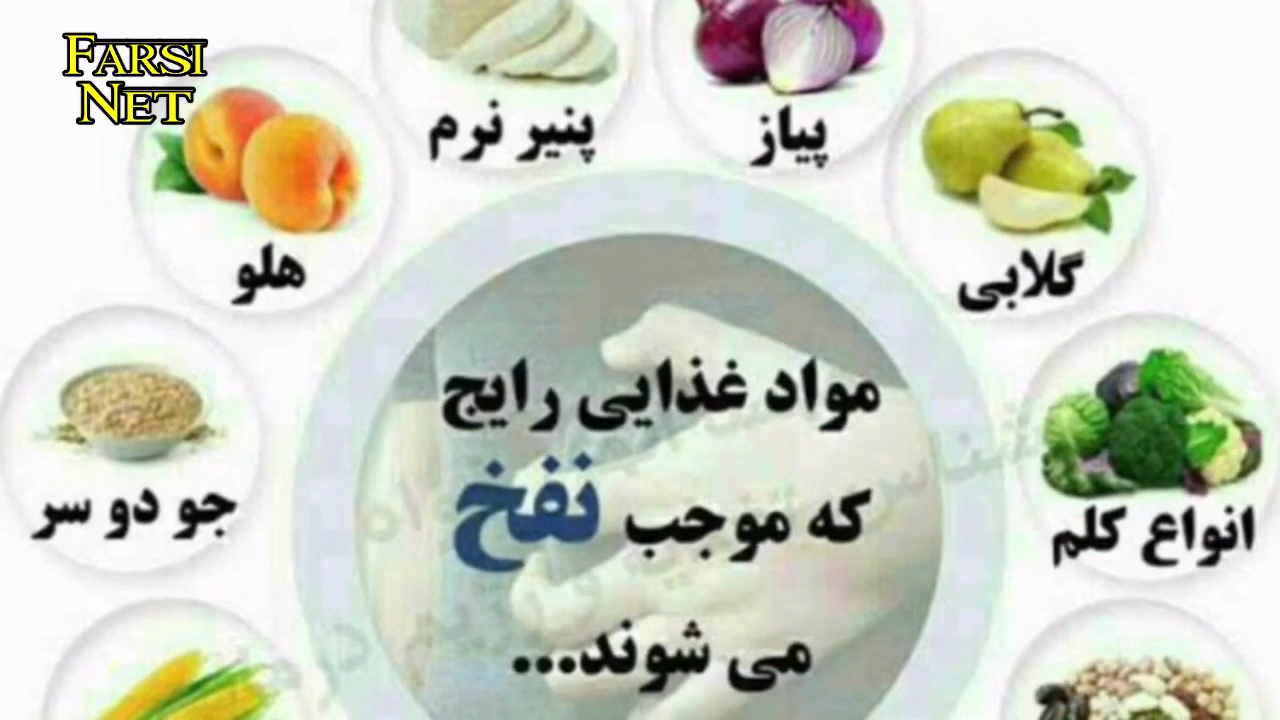 FARSI
NET
پنیر نرم
پیاز
هلو
گلابی
جو دو سر
انواع کلم
مواد غذایی رایج
که موجب نفخ
می شوند...